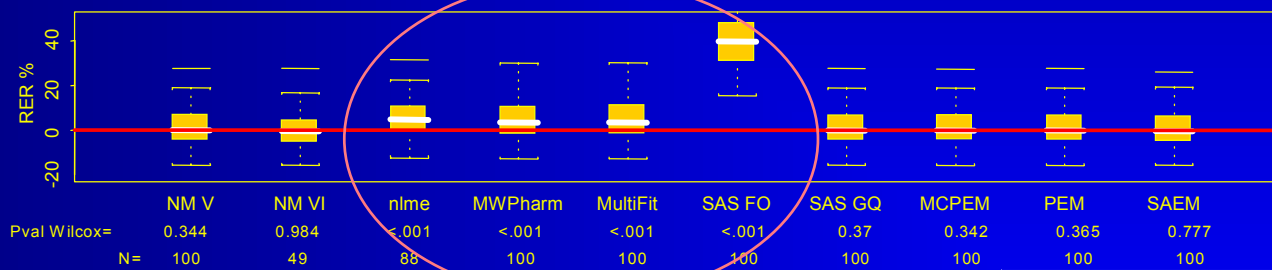 40
20
0
-20
RER %
NM V NM VI nlme MWPharm MultiFit SAS FO SAS GQ MCPEM PEM SAEM
Pval Wilcox= 0.344 0.984 <.001 <.001 <.001 <.001 0.37 0.342 0.365 0.777
N= 100 49 88 100 100 100 100 100 100 100